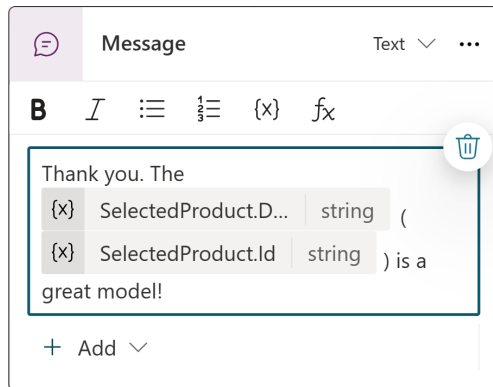 Message
Text
B I {x} fx
Thank you. The
{x} SelectedProduct.D... string (
{x} SelectedProduct.Id string ) is a
great model!
+ Add